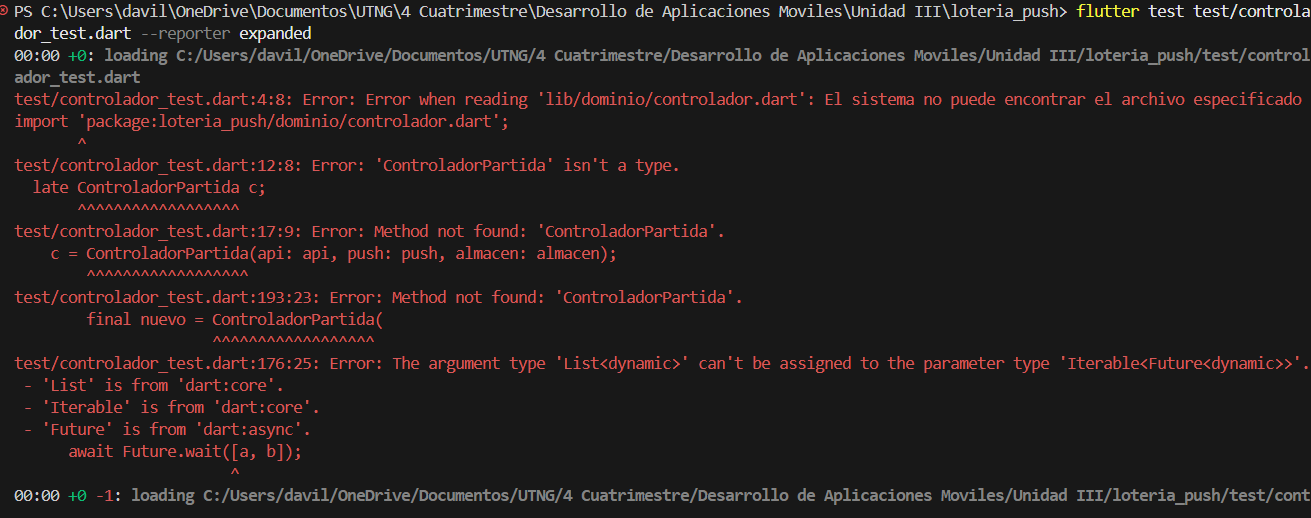 PS C:\Users\davil\OneDrive\Documentos\UTNG\4 Cuatrimestre\Desarrollo de Aplicaciones Moviles\Unidad III\loteria_push> flutter test test/controla
dor_test.dart --reporter expanded
00:00 +0: loading C:/Users/davil/OneDrive/Documentos/UTNG/4 Cuatrimestre/Desarrollo de Aplicaciones Moviles/Unidad III/loteria_push/test/control
ador_test.dart
test/controlador_test.dart:4:8: Error: Error when reading 'lib/dominio/controlador.dart': El sistema no puede encontrar el archivo especificado
import 'package:loteria_push/dominio/controlador.dart';
       ^
test/controlador_test.dart:12:8: Error: 'ControladorPartida' isn't a type.
  late ControladorPartida c;
       ^^^^^^^^^^^^^^^^^^
test/controlador_test.dart:17:9: Error: Method not found: 'ControladorPartida'.
    c = ControladorPartida(api: api, push: push, almacen: almacen);
        ^^^^^^^^^^^^^^^^^^
test/controlador_test.dart:193:23: Error: Method not found: 'ControladorPartida'.
        final nuevo = ControladorPartida(
                      ^^^^^^^^^^^^^^^^^^
test/controlador_test.dart:176:25: Error: The argument type 'List<dynamic>' can't be assigned to the parameter type 'Iterable<Future<dynamic>>'.
 - 'List' is from 'dart:core'.
 - 'Iterable' is from 'dart:core'.
 - 'Future' is from 'dart:async'.
      await Future.wait([a, b]);
                        ^
00:00 +0 -1: loading C:/Users/davil/OneDrive/Documentos/UTNG/4 Cuatrimestre/Desarrollo de Aplicaciones Moviles/Unidad III/loteria_push/test/cont